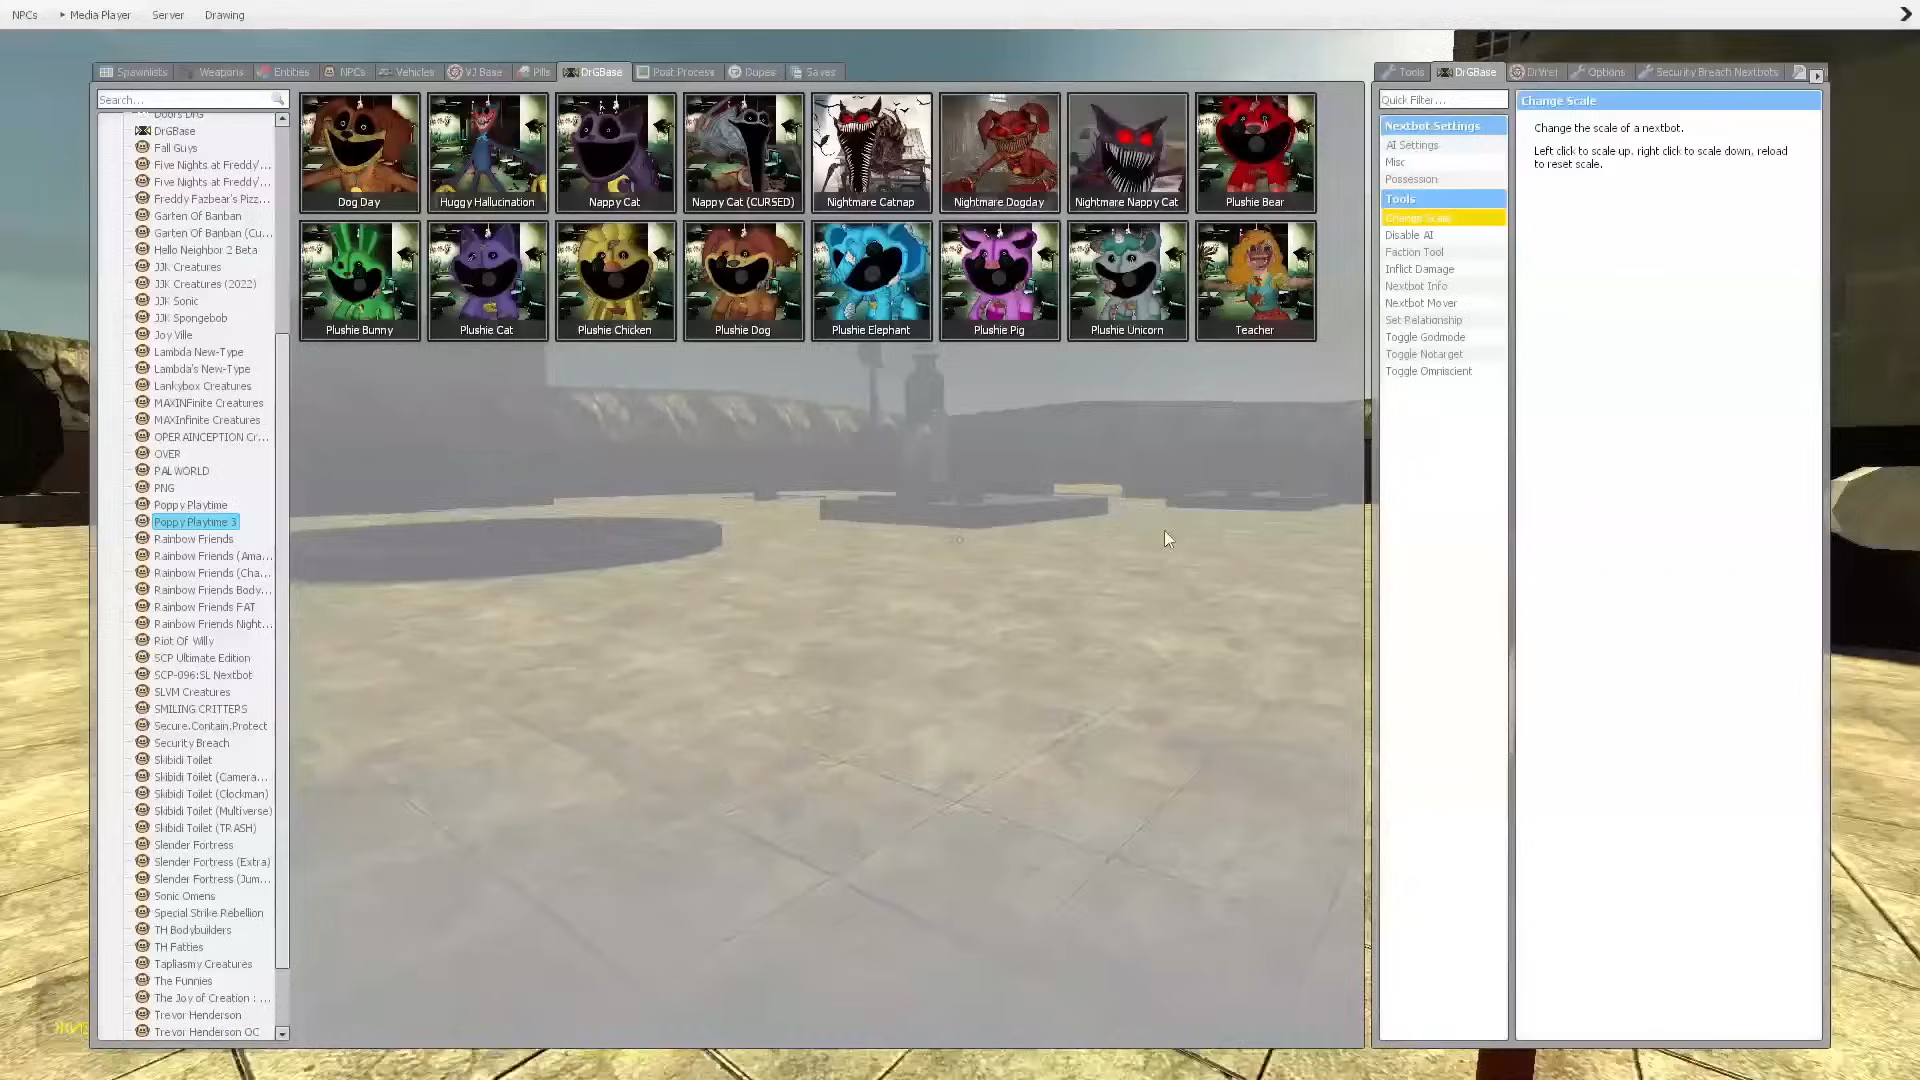 NPCs
Media Player
Server
Drawing
Spawnlists
Weapons
Entities
NPCs
Vehicles
VJ Base
Pills
DrGBase
Post Process
Dupes
Saves
Search...
Doors DrG
DrGBase
Fall Guys
Five Nights at Freddy'...
Five Nights at Freddy'...
Freddy Fazbear's Pizz...
Garten Of Banban
Garten Of Banban (Cu...
Hello Neighbor 2 Beta
JJK Creatures
JJK Creatures (2022)
JJK Sonic
JJK Spongebob
Joy Ville
Lambda New-Type
Lambda's New-Type
Lankybox Creatures
MAXINFinite Creatures
MAXInfinite Creatures
OPERAINCEPTION Cr...
OVER
PALWORLD
PNG
Poppy Playtime
Poppy Playtime 3
Rainbow Friends
Rainbow Friends (Ama...
Rainbow Friends (Cha...
Rainbow Friends Body...
Rainbow Friends FAT
Rainbow Friends Night...
Riot Of Willy
SCP Ultimate Edition
SCP-096:SL Nextbot
SLVM Creatures
SMILING CRITTERS
Secure.Contain.Protect
Security Breach
Skibidi Toilet
Skibidi Toilet (Camera...
Skibidi Toilet (Clockman)
Skibidi Toilet (Multiverse)
Skibidi Toilet (TRASH)
Slender Fortress
Slender Fortress (Extra)
Slender Fortress (Jum...
Sonic Omens
Special Strike Rebellion
TH Bodybuilders
TH Fatties
Tapliasmy Creatures
The Funnies
The Joy of Creation : ...
Trevor Henderson
Trevor Henderson OC
Dog Day
Huggy Hallucination
Nappy Cat
Nappy Cat (CURSED)
Nightmare Catnap
Nightmare Dogday
Nightmare Nappy Cat
Plushie Bear
Plushie Bunny
Plushie Cat
Plushie Chicken
Plushie Dog
Plushie Elephant
Plushie Pig
Plushie Unicorn
Teacher
Tools
DrGBase
DrVrej
Options
Security Breach Nextbots
Quick Filter...
Nextbot Settings
AI Settings
Misc
Possession
Tools
Change Scale
Disable AI
Faction Tool
Inflict Damage
Nextbot Info
Nextbot Mover
Set Relationship
Toggle Godmode
Toggle Notarget
Toggle Omniscient
Change Scale
Change the scale of a nextbot.
Left click to scale up, right click to scale down, reload
to reset scale.